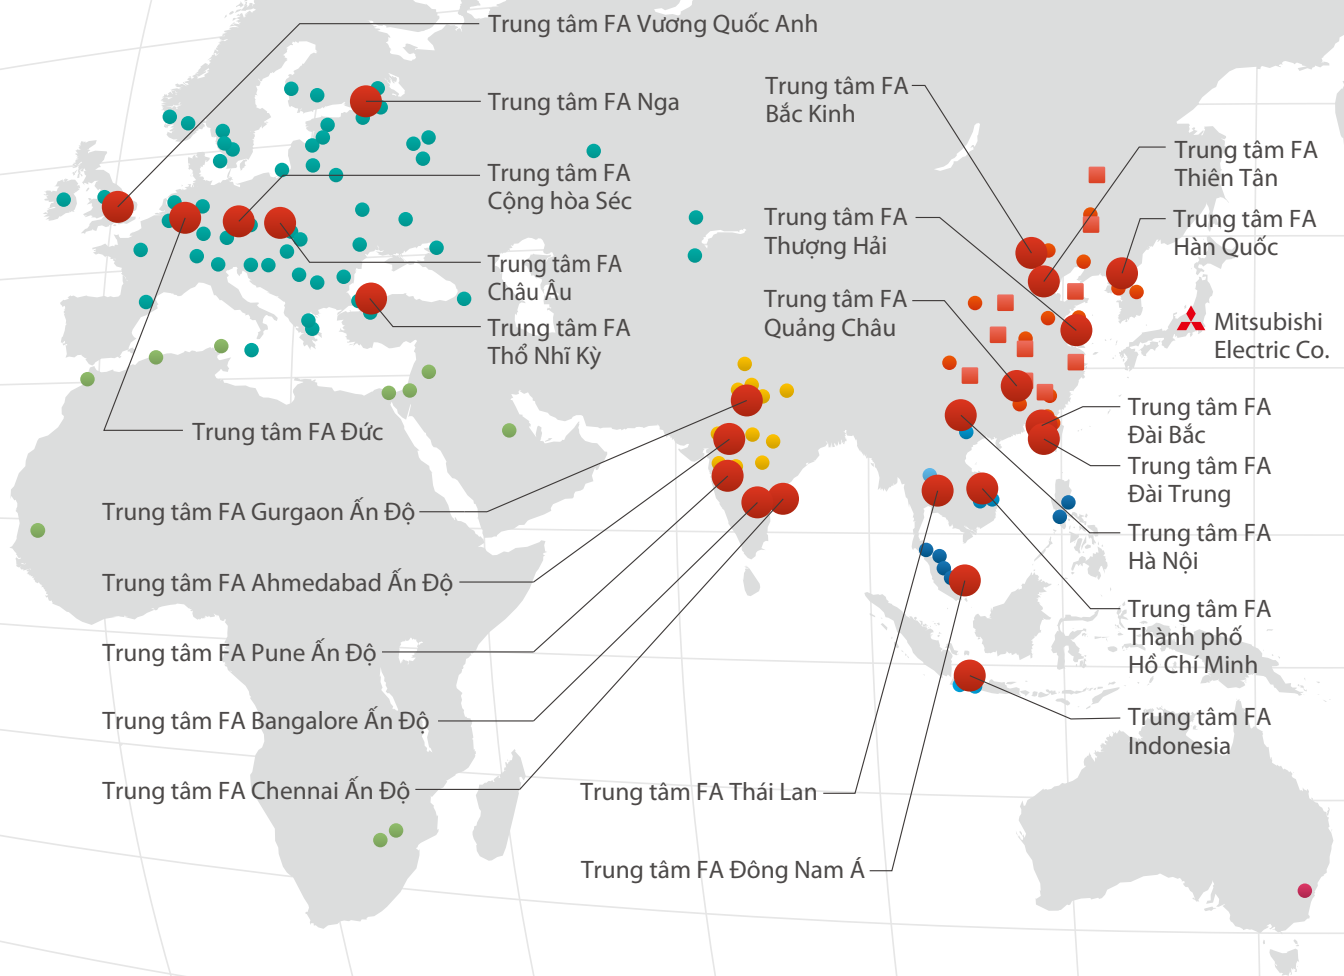 Trung tâm FA Vương Quốc Anh
Trung tâm FA Nga
Trung tâm FA
Cộng hòa Séc
Trung tâm FA
Châu Âu
Trung tâm FA
Thổ Nhĩ Kỳ
Trung tâm FA Đức
Trung tâm FA Gurgaon Ấn Độ
Trung tâm FA Ahmedabad Ấn Độ
Trung tâm FA Pune Ấn Độ
Trung tâm FA Bangalore Ấn Độ
Trung tâm FA Chennai Ấn Độ
Trung tâm FA
Bắc Kinh
Trung tâm FA
Thượng Hải
Trung tâm FA
Quảng Châu
Trung tâm FA
Thiên Tân
Trung tâm FA
Hàn Quốc
Mitsubishi
Electric Co.
Trung tâm FA
Đài Bắc
Trung tâm FA
Đài Trung
Trung tâm FA
Hà Nội
Trung tâm FA
Thành phố
Hồ Chí Minh
Trung tâm FA
Indonesia
Trung tâm FA Thái Lan
Trung tâm FA Đông Nam Á